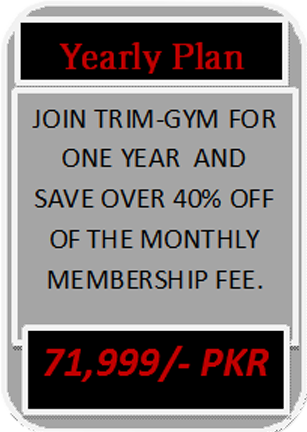 Yearly Plan
JOIN TRIM-GYM FOR
ONE YEAR AND
SAVE OVER 40% OFF
OF THE MONTHLY
MEMBERSHIP FEE.
71,999/- PKR